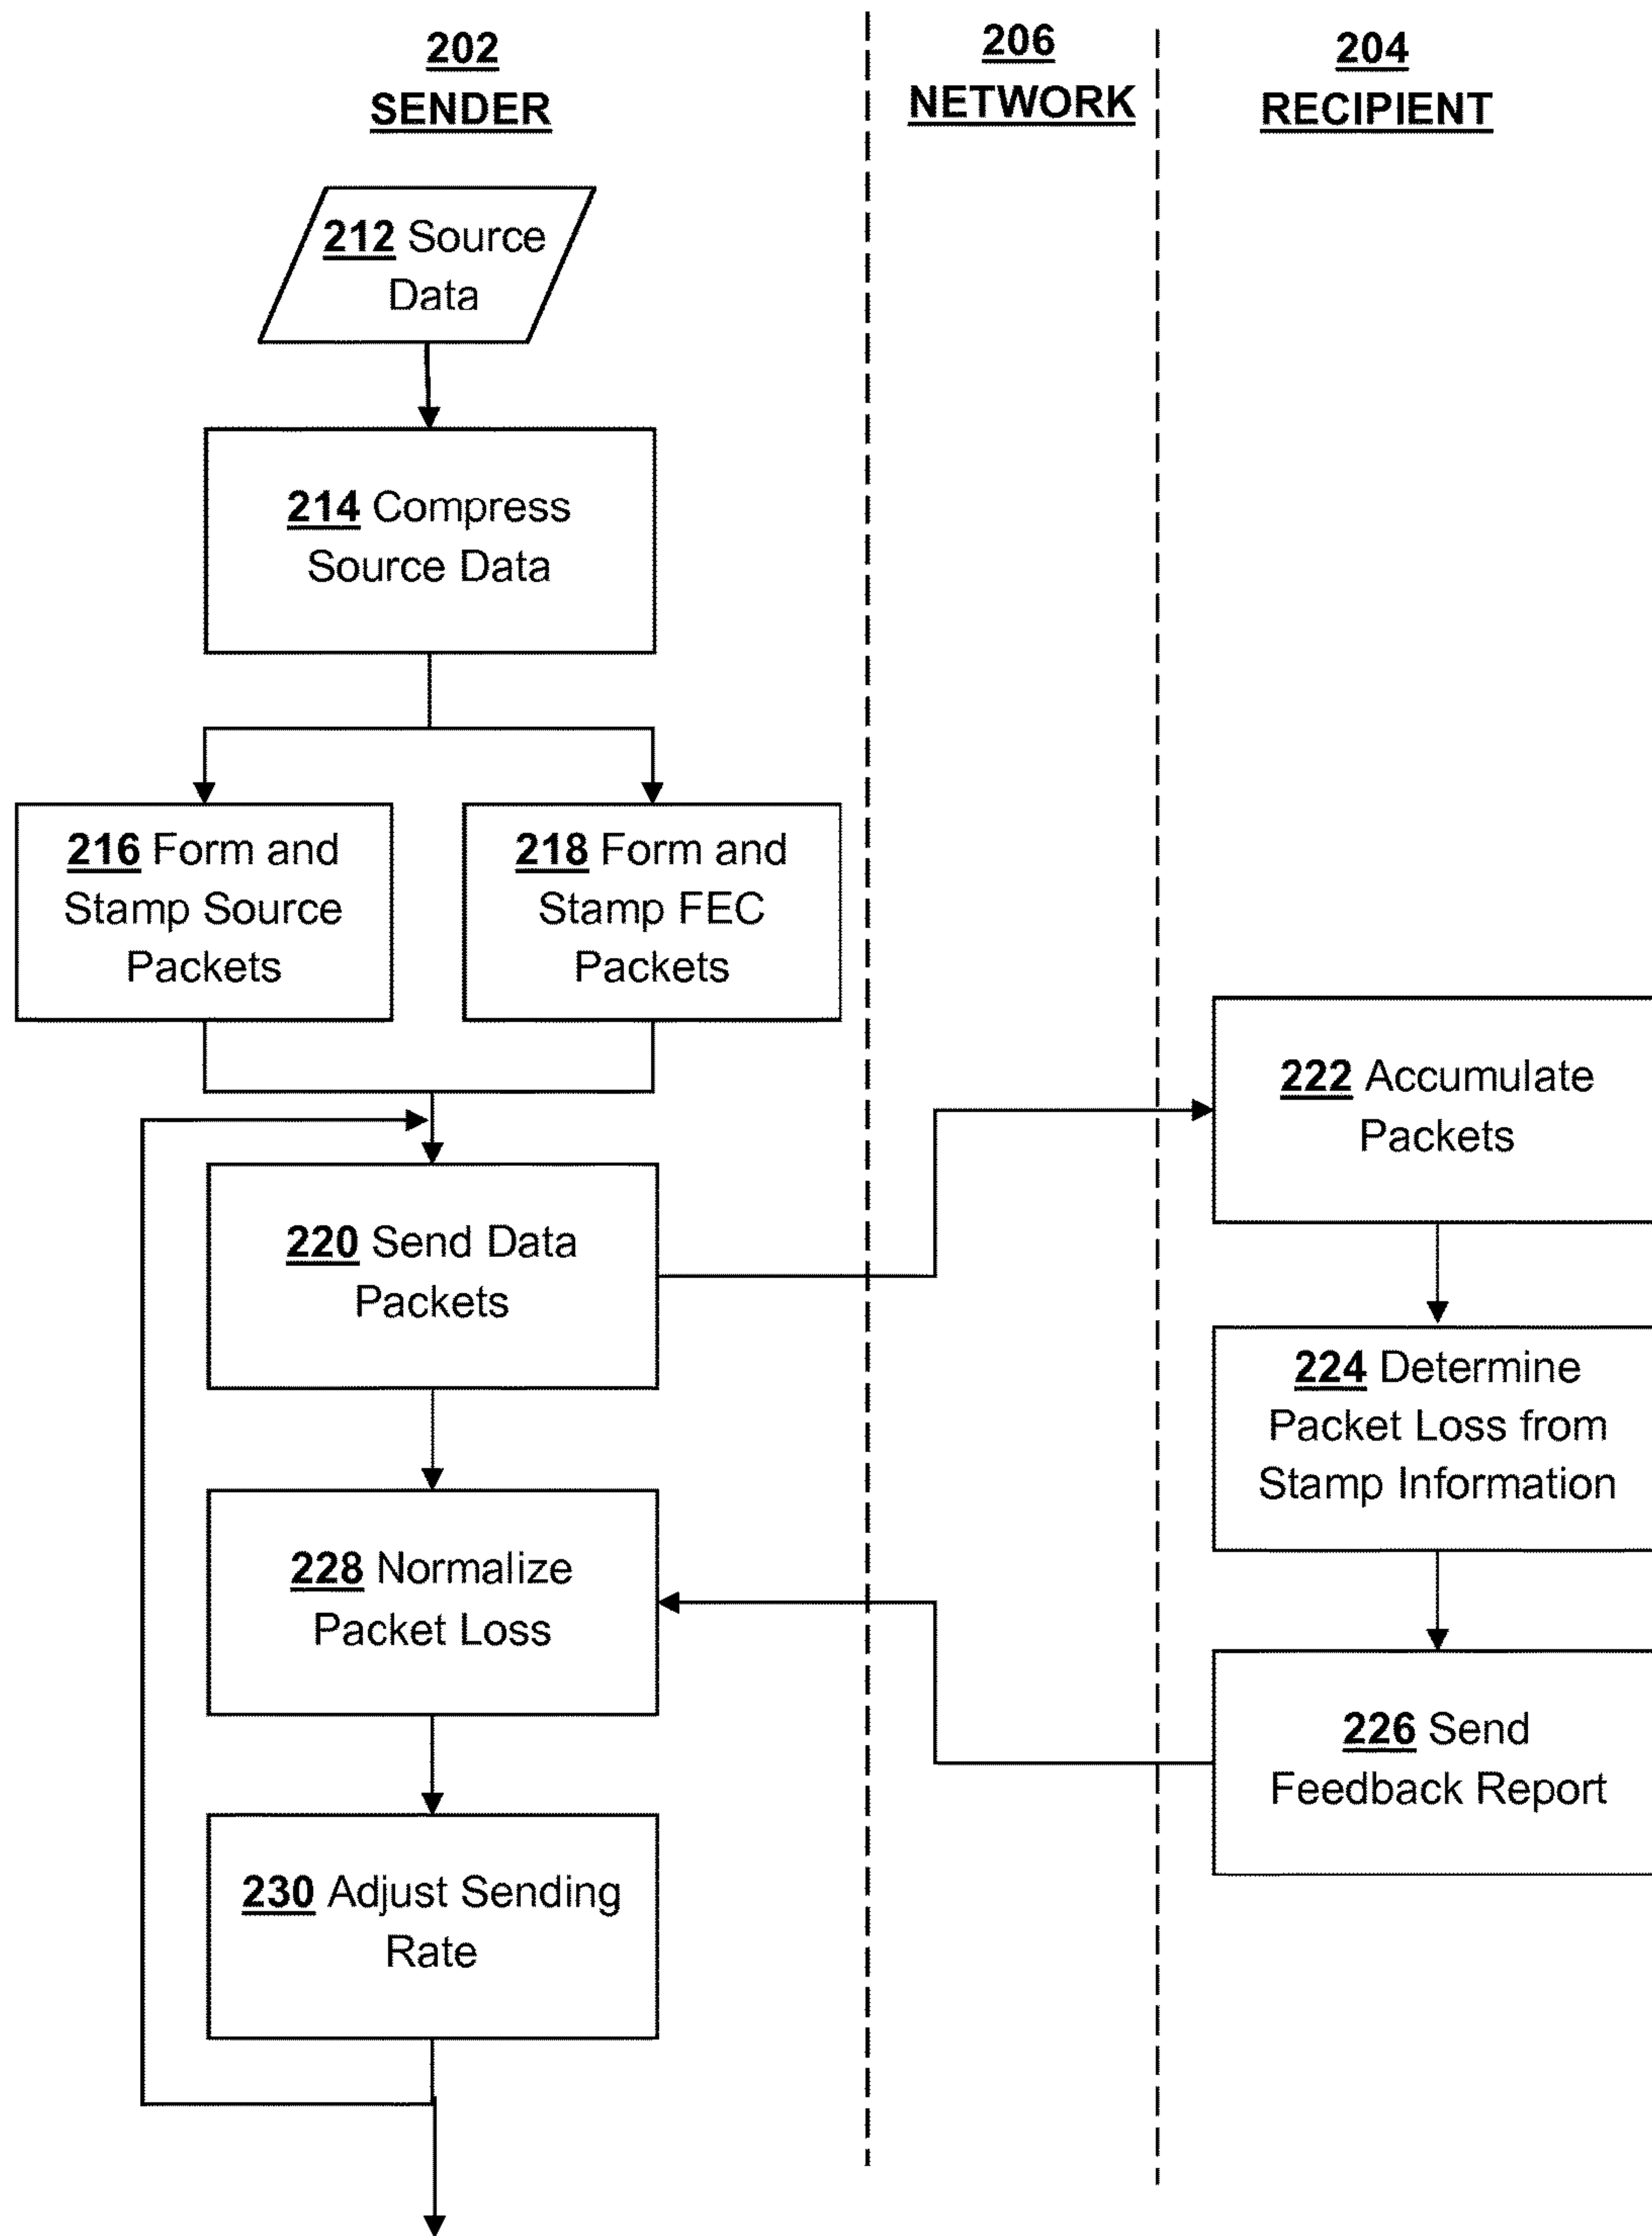 202
SENDER
206
NETWORK
204
RECIPIENT
212 Source
Data
214 Compress
Source Data
216 Form and
Stamp Source
Packets
218 Form and
Stamp FEC
Packets
220 Send Data
Packets
222 Accumulate
Packets
224 Determine
Packet Loss from
Stamp Information
226 Send
Feedback Report
228 Normalize
Packet Loss
230 Adjust Sending
Rate